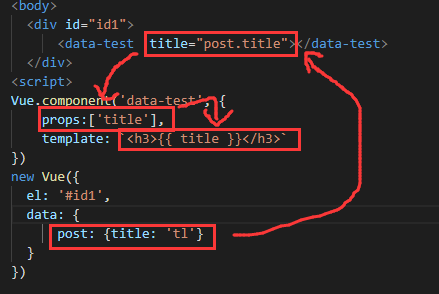 <body>
<div id="id1">
<data-test title="post.title"></data-test>
</div>
<script>
Vue.component('data-test', {
props:['title'],
template: `<h3>{{ title }}</h3>`
})
new Vue({
el: '#id1',
data: {
post: {title: 'tl'}
}
})